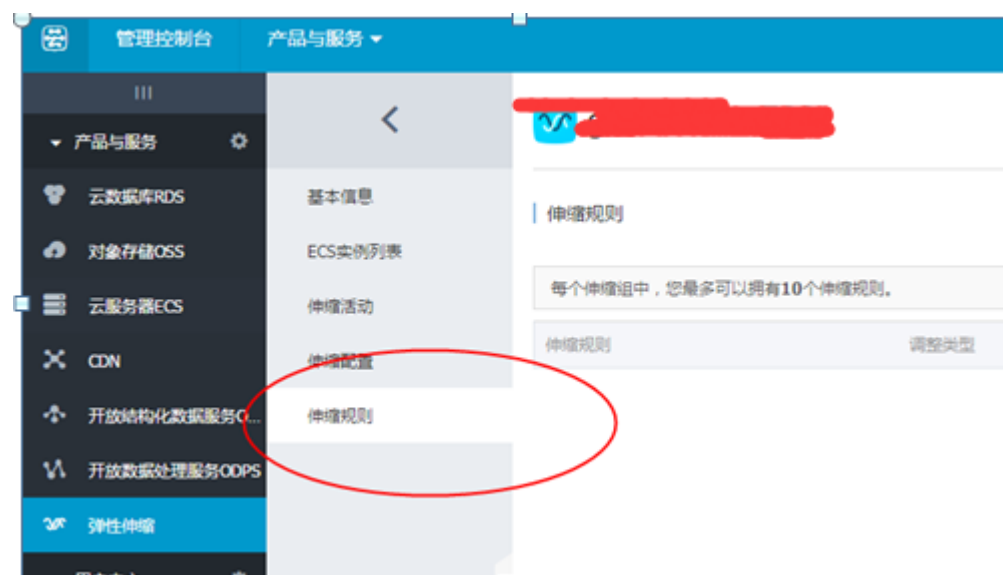 管理控制台 产品与服务
产品与服务
云数据库RDS
对象存储OSS
云服务器ECS
CDN
开放结构化数据服务O...
开放数据处理服务ODPS
弹性伸缩
基本信息
ECS实例列表
伸缩活动
伸缩配置
伸缩规则
伸缩规则
每个伸缩组中，您最多可以拥有10个伸缩规则。
伸缩规则 调整类型